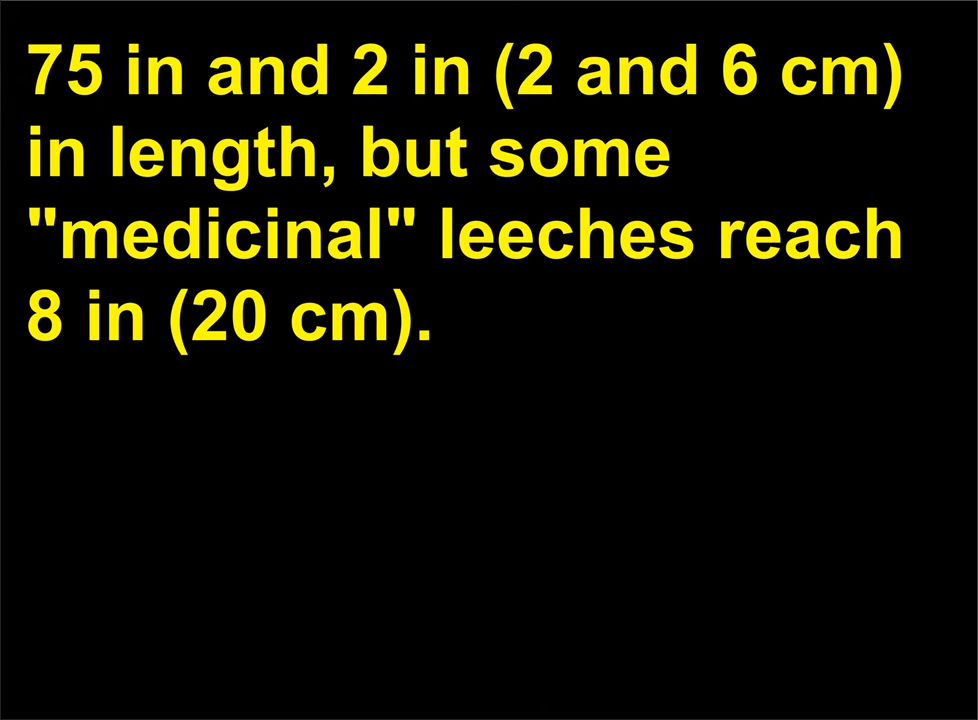 75 in and 2 in (2 and 6 cm)
in length, but some
"medicinal" leeches reach
8 in (20 cm).